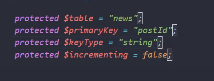 protected $table = "news";
protected $primaryKey = "postId";
protected $keyType = "string";
protected $incrementing = false;